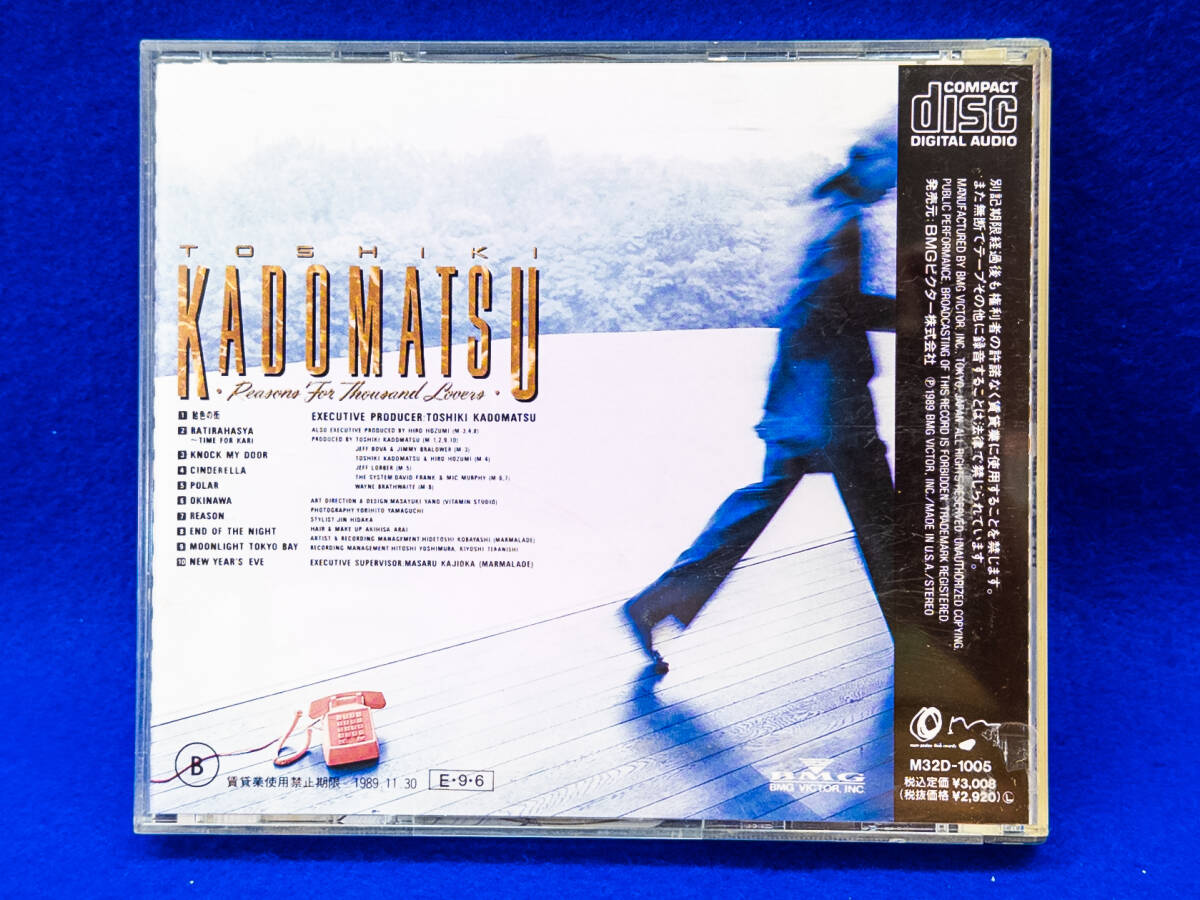 TOSHIKI
KADOMATSU
• Reasons For Thousand Lovers •
1 飴色の街
2 RATIRAHASYA
～TIME FOR KARI
3 KNOCK MY DOOR
4 CINDERELLA
5 POLAR
6 OKINAWA
7 REASON
8 END OF THE NIGHT
9 MOONLIGHT TOKYO BAY
10 NEW YEAR'S EVE
EXECUTIVE PRODUCER:TOSHIKI KADOMATSU
ALSO EXECUTIVE PRODUCED BY HIRO HOZUMI (M 3,4,8)
PRODUCED BY TOSHIKI KADOMATSU (M 1,2,9,10)
JEFF BOVA & JIMMY BRALOWER (M 3)
TOSHIKI KADOMATSU & HIRO HOZUMI (M 4)
JEFF LORBER (M 5)
THE SYSTEM:DAVID FRANK & MIC MURPHY (M 6,7)
WAYNE BRATHWAITE (M 8)
ART DIRECTION & DESIGN:MASAYUKI YANO (VITAMIN STUDIO)
PHOTOGRAPHY:YORIHITO YAMAGUCHI
STYLIST:JIN HIDAKA
HAIR & MAKE UP:AKIHISA ARAI
ARTIST & RECORDING MANAGEMENT:HIDETOSHI KOBAYASHI (MARMALADE)
RECORDING MANAGEMENT:HITOSHI YOSHIMURA, KIYOSHI TERANISHI
EXECUTIVE SUPERVISOR:MASARU KAJIOKA (MARMALADE)
B
賃貸業使用禁止期限-1989.11.30
E・9・6
BMG
BMG VICTOR, INC.
COMPACT
disc
DIGITAL AUDIO
別記期限経過後も権利者の許諾なく賃貸業に使用することを禁じます。
また無断でテープその他に録音することは法律で禁じられています。
MANUFACTURED BY BMG VICTOR, INC., TOKYO, JAPAN ALL RIGHTS RESERVED. UNAUTHORIZED COPYING,
PUBLIC PERFORMANCE, BROADCASTING OF THIS RECORD IS FORBIDDEN. TRADEMARK REGISTERED.
発売元:BMGビクター株式会社 ℗1989 BMG VICTOR, INC./MADE IN U.S.A./STEREO
M32D-1005
税込定価 ¥3,008
(税抜価格 ¥2,920) Ⓛ